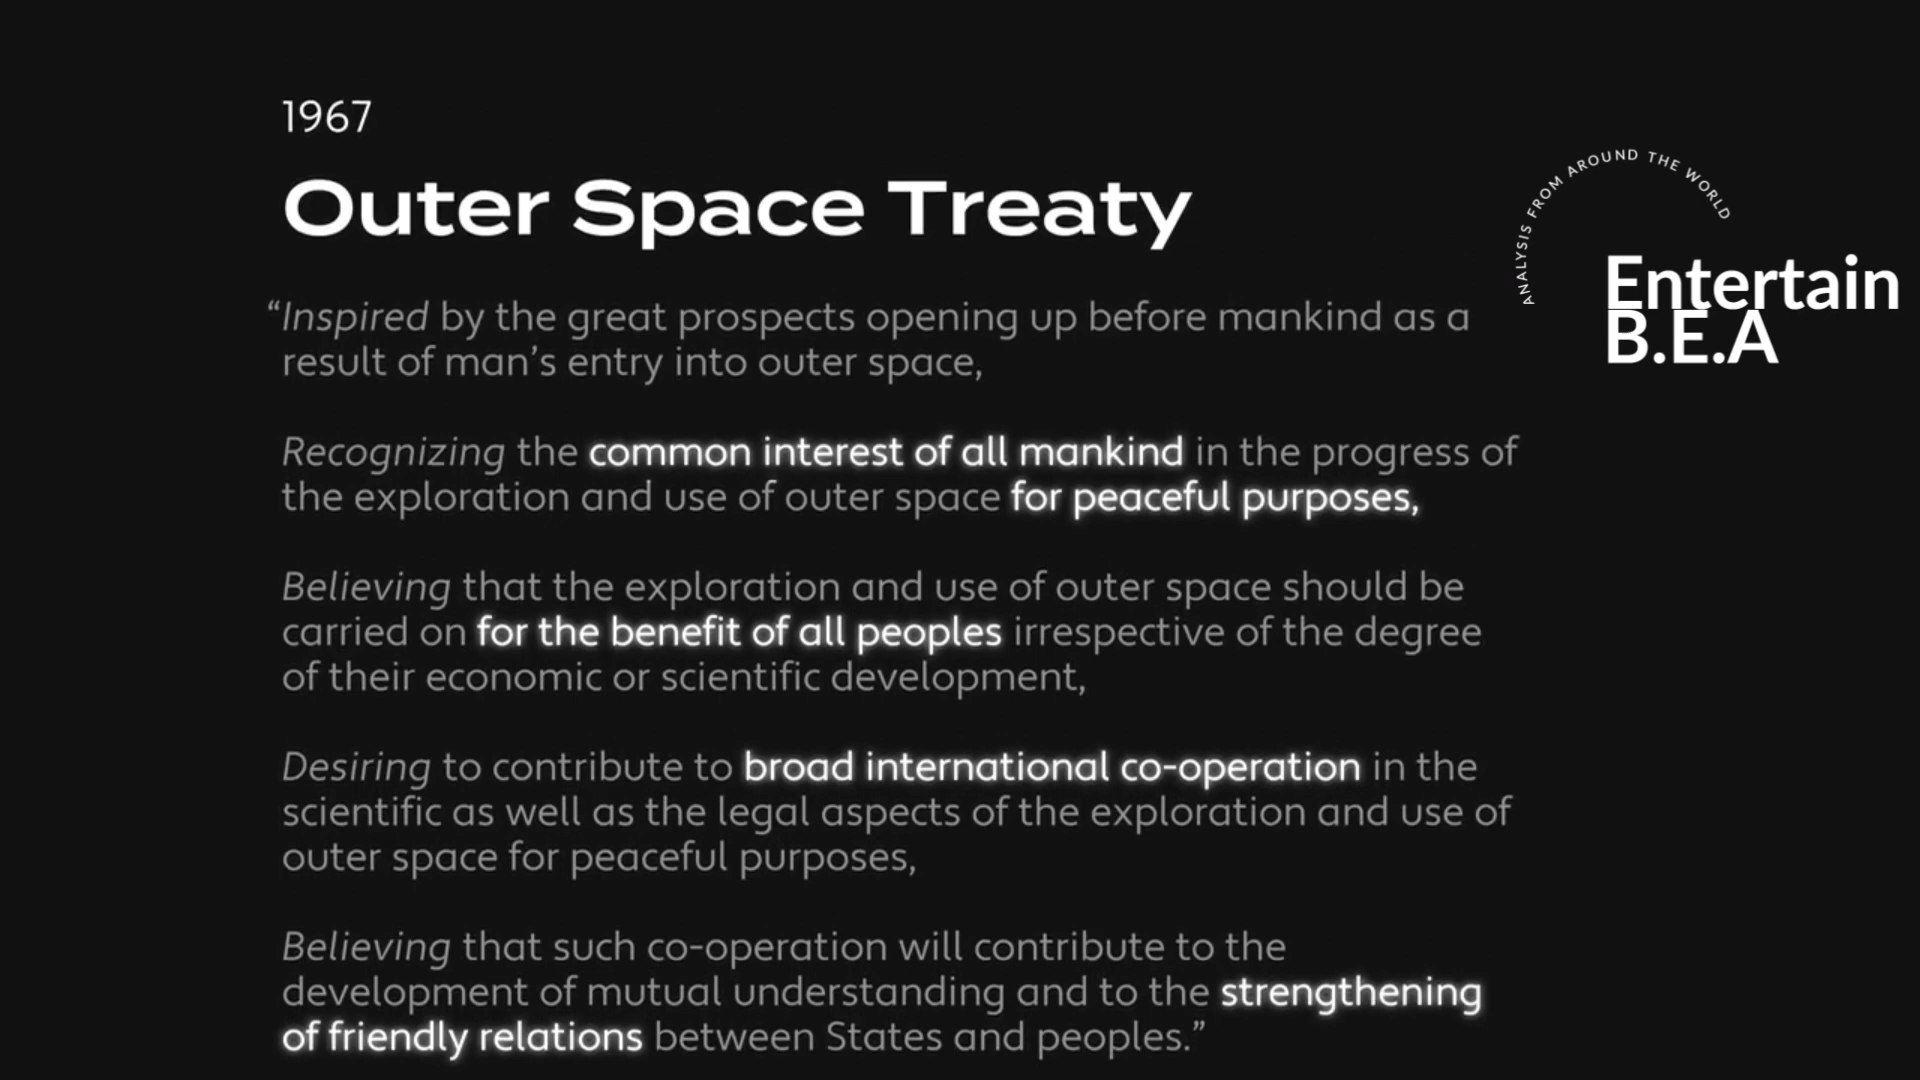 1967
Outer Space Treaty
“Inspired by the great prospects opening up before mankind as a
result of man’s entry into outer space,
Recognizing the common interest of all mankind in the progress of
the exploration and use of outer space for peaceful purposes,
Believing that the exploration and use of outer space should be
carried on for the benefit of all peoples irrespective of the degree
of their economic or scientific development,
Desiring to contribute to broad international co-operation in the
scientific as well as the legal aspects of the exploration and use of
outer space for peaceful purposes,
Believing that such co-operation will contribute to the
development of mutual understanding and to the strengthening
of friendly relations between States and peoples.”
ANALYSIS FROM AROUND THE WORLD
Entertain
B.E.A